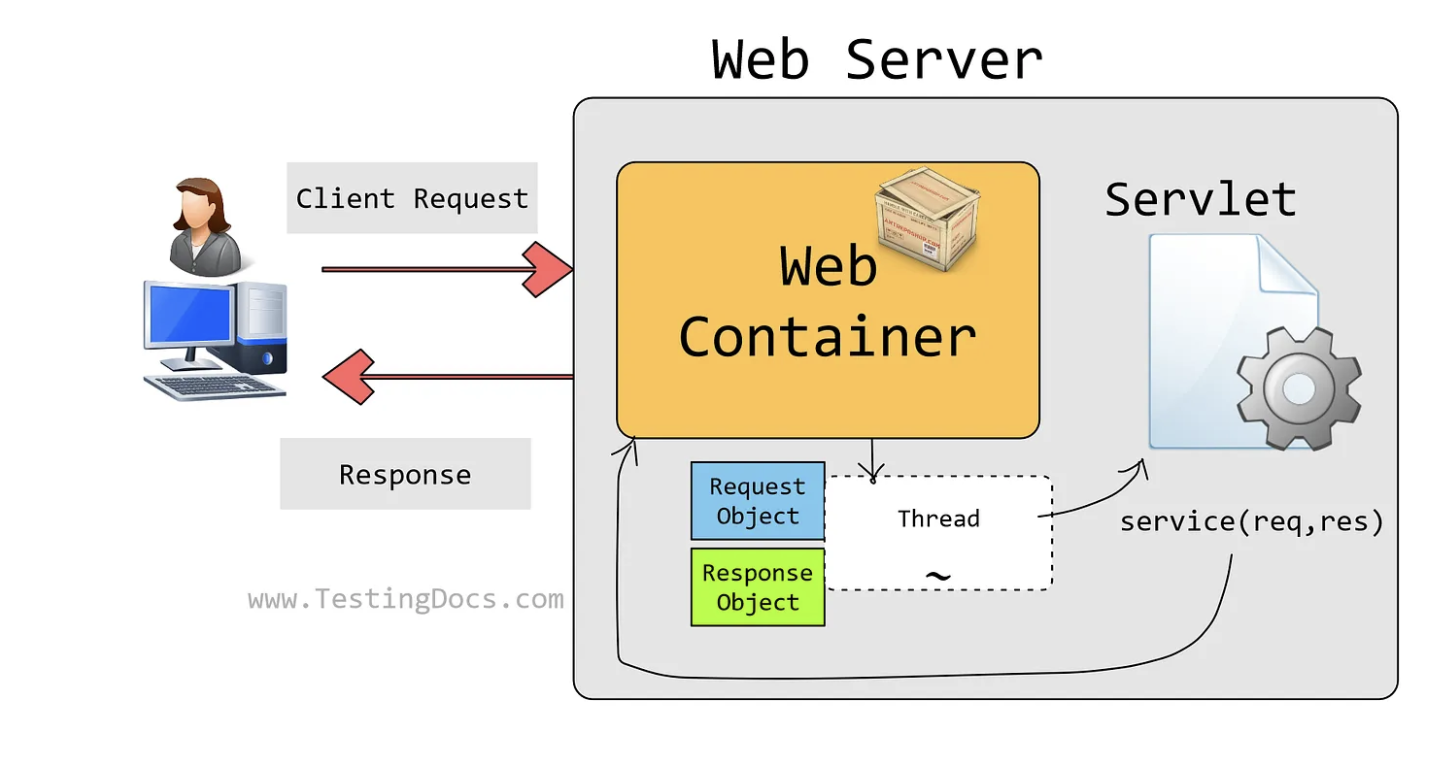 Web Server
Client Request
Servlet
Web
Container
Request
Object
Thread
~
Response
Response
Object
service(req,res)
www.TestingDocs.com